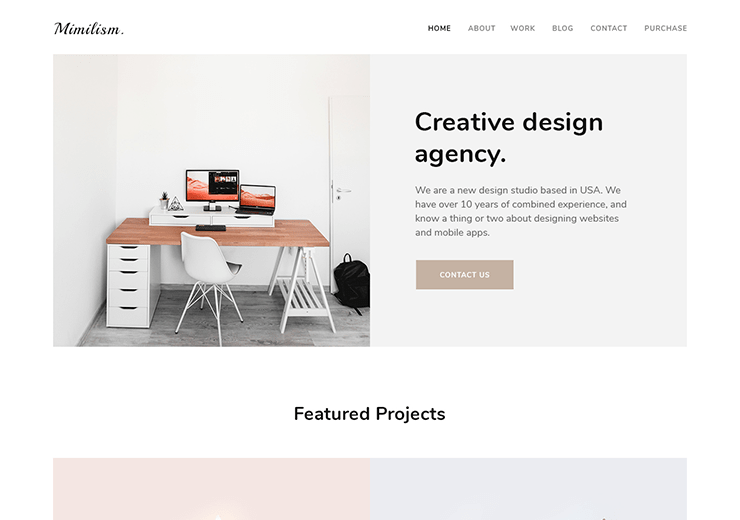 Mimilism.
HOME ABOUT WORK BLOG CONTACT PURCHASE
Creative design
agency.
We are a new design studio based in USA. We
have over 10 years of combined experience, and
know a thing or two about designing websites
and mobile apps.
CONTACT US
Featured Projects